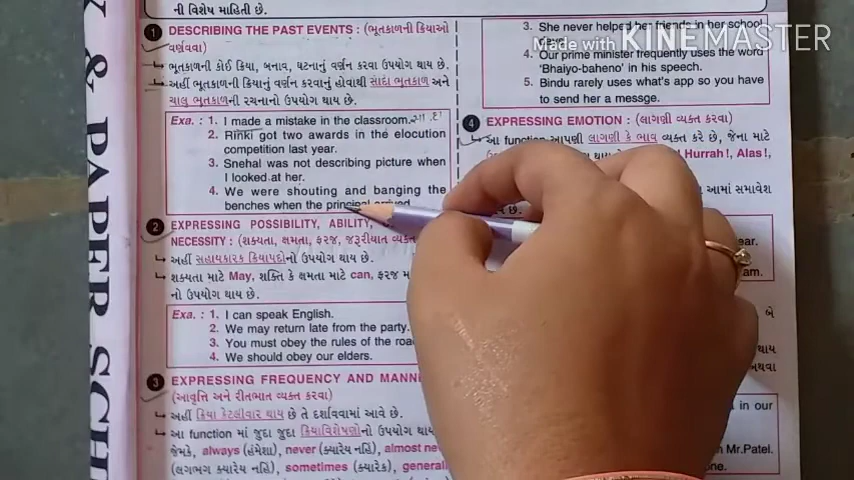 ની વિશેષ માહિતી છે.
1 DESCRIBING THE PAST EVENTS : (ભૂતકાળની ક્રિયાઓ
વર્ણવવા)
ભૂતકાળની કોઈ ક્રિયા, બનાવ, ઘટનાનું વર્ણન કરવા ઉપયોગ થાય છે.
અહીં ભૂતકાળની ક્રિયાનું વર્ણન કરવાનું હોવાથી સાદા ભૂતકાળ અને
ચાલુ ભૂતકાળની રચનાનો ઉપયોગ થાય છે.
Exa. : 1. I made a mistake in the classroom.
2. Rinki got two awards in the elocution
competition last year.
3. Snehal was not describing picture when
I looked at her.
4. We were shouting and banging the
benches when the principal arrived.
2 EXPRESSING POSSIBILITY, ABILITY,
NECESSITY : (શક્યતા, ક્ષમતા, ફરજ, જરૂરીયાત વ્યક્ત
અહીં સહાયકારક ક્રિયાપદોનો ઉપયોગ થાય છે.
શક્યતા માટે May, શક્તિ કે ક્ષમતા માટે can, ફરજ
નો ઉપયોગ થાય છે.
Exa. : 1. I can speak English.
2. We may return late from the party.
3. You must obey the rules of the
4. We should obey our elders.
3 EXPRESSING FREQUENCY AND
(આવૃત્તિ અને રીતભાત વ્યક્ત કરવા)
અહીં ક્રિયા કેટલીવાર થાય છે તે દર્શાવવામાં આવે છે.
આ function માં જુદા જુદા ક્રિયાવિશેષણોનો ઉપયોગ
જેમકે, always (હંમેશા), never (ક્યારેય નહિ), almost
(લગભગ ક્યારેય નહિ), sometimes (ક્યારેક),
3. She never helped her friends in her school
4. Our prime minister frequently uses the word
'Bhaiyo-baheno' in his speech.
5. Bindu rarely uses what's app so you have
to send her a messge.
4 EXPRESSING EMOTION : (લાગણી વ્યક્ત કરવા)
આ function આપણી લાગણી કે ભાવ વ્યક્ત કરે છે, જેના માટે
Hurrah!, Alas!,
આમાં સમાવેશ
છે.
am.
બે
થાય
અથવા
in our
Mr.Patel.
one.
& PAPER
Made with KINEMASTER